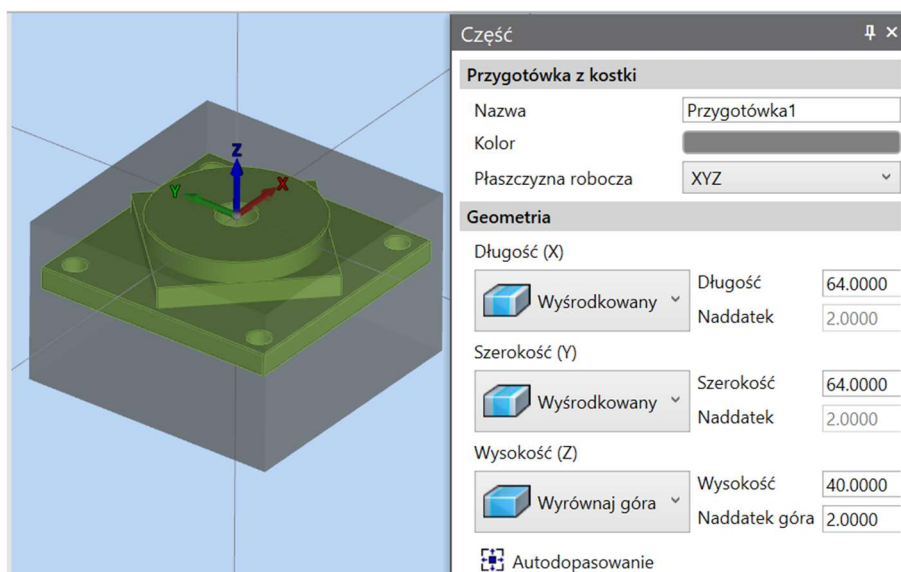 Część
Przygotówka z kostki
Nazwa Przygotówka1
Kolor
Płaszczyzna robocza XYZ
Geometria
Długość (X)
Wyśrodkowany Długość 64.0000
Naddatek 2.0000
Szerokość (Y)
Wyśrodkowany Szerokość 64.0000
Naddatek 2.0000
Wysokość (Z)
Wyrównaj góra Wysokość 40.0000
Naddatek góra 2.0000
Autodopasowanie
Z
Y
X